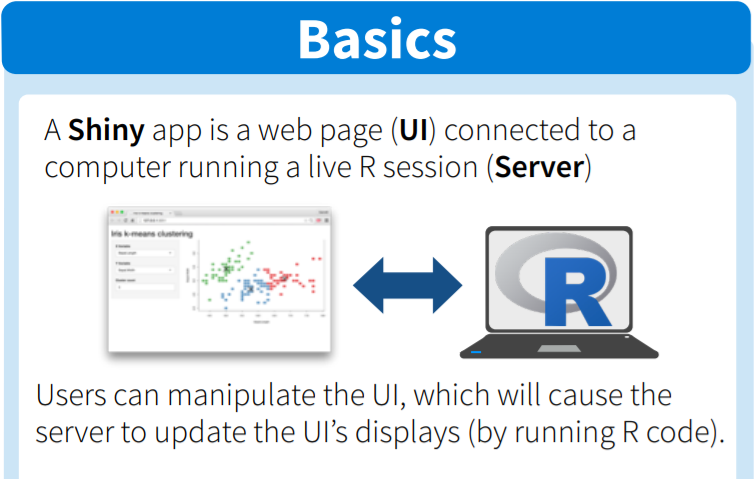 Basics
A Shiny app is a web page (UI) connected to a
computer running a live R session (Server)
Iris k-means clustering
R
Users can manipulate the UI, which will cause the
server to update the UI’s displays (by running R code).